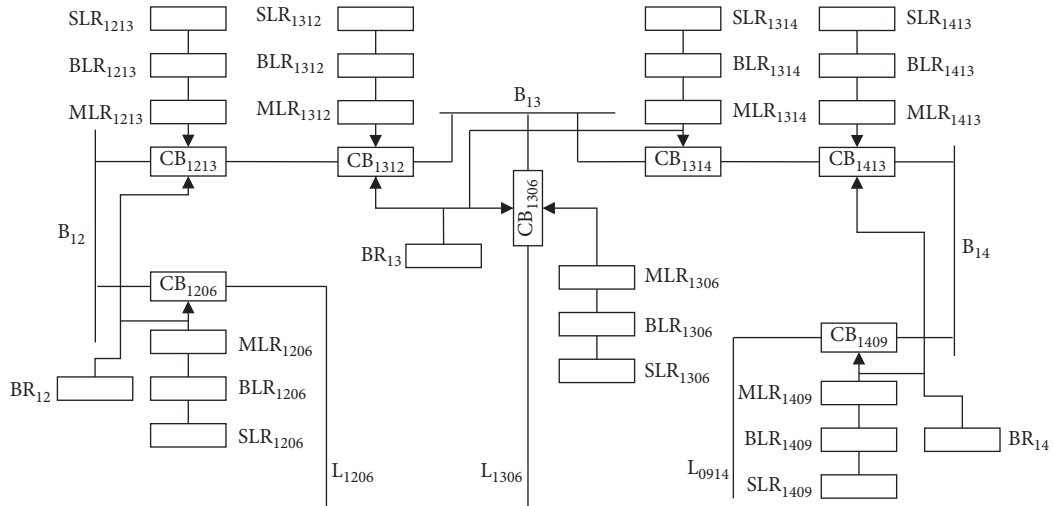 SLR1213
SLR1312
SLR1314
SLR1413
BLR1213
BLR1312
BLR1314
BLR1413
MLR1213
MLR1312
B13
MLR1314
MLR1413
CB1213
CB1312
CB1314
CB1413
CB1306
B12
BR13
B14
CB1206
MLR1306
BLR1306
CB1409
MLR1206
SLR1306
BR12
BLR1206
MLR1409
SLR1206
BLR1409
BR14
L1206
L1306
L0914
SLR1409